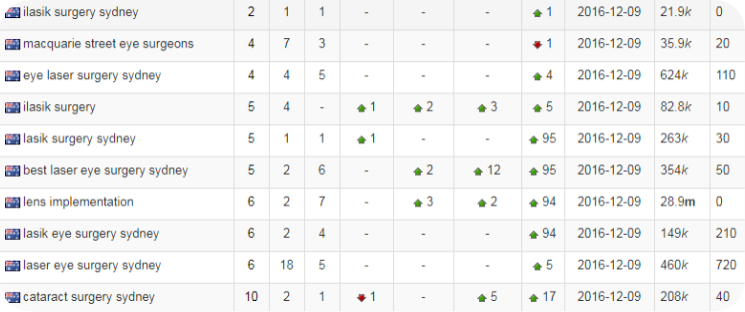 ilasik surgery sydney 2 1 1 - - - 1 2016-12-09 21.9k 0
macquarie street eye surgeons 4 7 3 - - - 1 2016-12-09 35.9k 20
eye laser surgery sydney 4 4 5 - - - 4 2016-12-09 624k 110
ilasik surgery 5 4 - 1 2 3 5 2016-12-09 82.8k 10
lasik surgery sydney 5 1 1 1 - - 95 2016-12-09 263k 30
best laser eye surgery sydney 5 2 6 - 2 12 95 2016-12-09 354k 50
lens implementation 6 2 7 - 3 2 94 2016-12-09 28.9m 0
lasik eye surgery sydney 6 2 4 - - - 94 2016-12-09 149k 210
laser eye surgery sydney 6 18 5 - - - 5 2016-12-09 460k 720
cataract surgery sydney 10 2 1 1 - 5 17 2016-12-09 208k 40